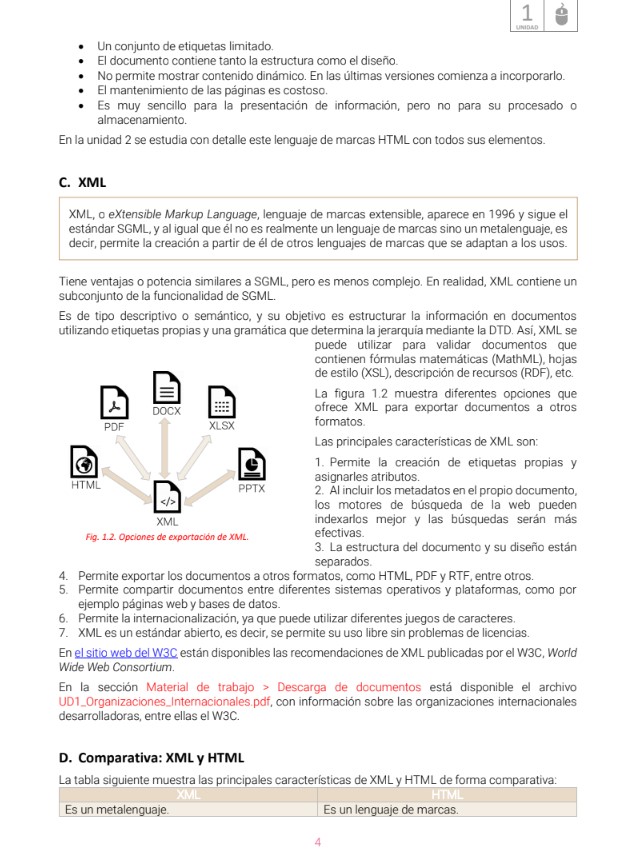 1
UNIDAD
• Un conjunto de etiquetas limitado.
• El documento contiene tanto la estructura como el diseño.
• No permite mostrar contenido dinámico. En las últimas versiones comienza a incorporarlo.
• El mantenimiento de las páginas es costoso.
• Es muy sencillo para la presentación de información, pero no para su procesado o
almacenamiento.
En la unidad 2 se estudia con detalle este lenguaje de marcas HTML con todos sus elementos.
C. XML
XML, o eXtensible Markup Language, lenguaje de marcas extensible, aparece en 1996 y sigue el
estándar SGML, y al igual que él no es realmente un lenguaje de marcas sino un metalenguaje, es
decir, permite la creación a partir de él de otros lenguajes de marcas que se adaptan a los usos.
Tiene ventajas o potencia similares a SGML, pero es menos complejo. En realidad, XML contiene un
subconjunto de la funcionalidad de SGML.
Es de tipo descriptivo o semántico, y su objetivo es estructurar la información en documentos
utilizando etiquetas propias y una gramática que determina la jerarquía mediante la DTD. Así, XML se
puede utilizar para validar documentos que
contienen fórmulas matemáticas (MathML), hojas
de estilo (XSL), descripción de recursos (RDF), etc.
La figura 1.2 muestra diferentes opciones que
ofrece XML para exportar documentos a otros
formatos.
Las principales características de XML son:
1. Permite la creación de etiquetas propias y
asignarles atributos.
2. Al incluir los metadatos en el propio documento,
los motores de búsqueda de la web pueden
indexarlos mejor y las búsquedas serán más
efectivas.
3. La estructura del documento y su diseño están
separados.
PDF
DOCX
XLSX
HTML
PPTX
</>
XML
Fig. 1.2. Opciones de exportación de XML.
4. Permite exportar los documentos a otros formatos, como HTML, PDF y RTF, entre otros.
5. Permite compartir documentos entre diferentes sistemas operativos y plataformas, como por
ejemplo páginas web y bases de datos.
6. Permite la internacionalización, ya que puede utilizar diferentes juegos de caracteres.
7. XML es un estándar abierto, es decir, se permite su uso libre sin problemas de licencias.
En el sitio web del W3C están disponibles las recomendaciones de XML publicadas por el W3C, World
Wide Web Consortium.
En la sección Material de trabajo > Descarga de documentos está disponible el archivo
UD1_Organizaciones_Internacionales.pdf, con información sobre las organizaciones internacionales
desarrolladoras, entre ellas el W3C.
D. Comparativa: XML y HTML
La tabla siguiente muestra las principales características de XML y HTML de forma comparativa:
XML HTML
Es un metalenguaje. Es un lenguaje de marcas.
4